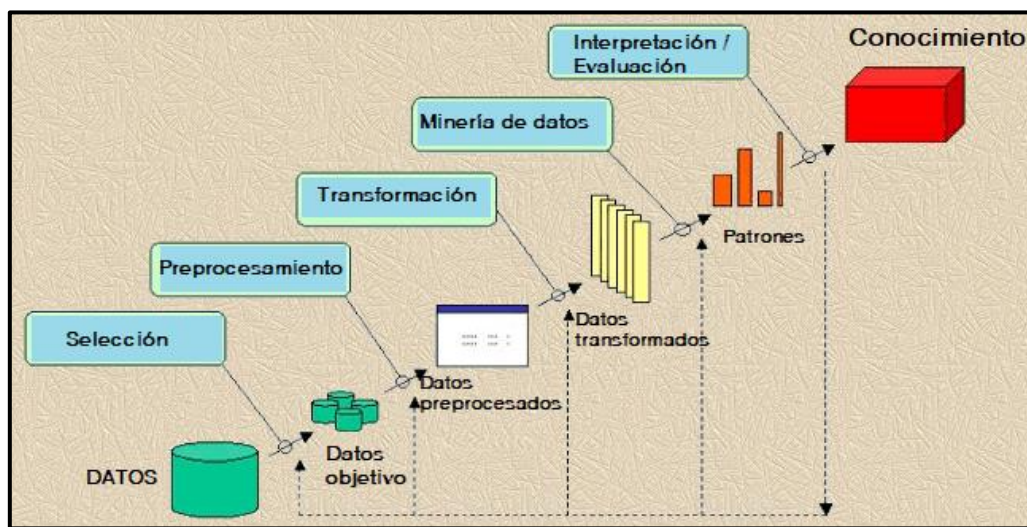 Interpretación /
Evaluación
Conocimiento
Minería de datos
Transformación
Patrones
Preprocesamiento
Datos
transformados
Selección
Datos
preprocesados
Datos
objetivo
DATOS